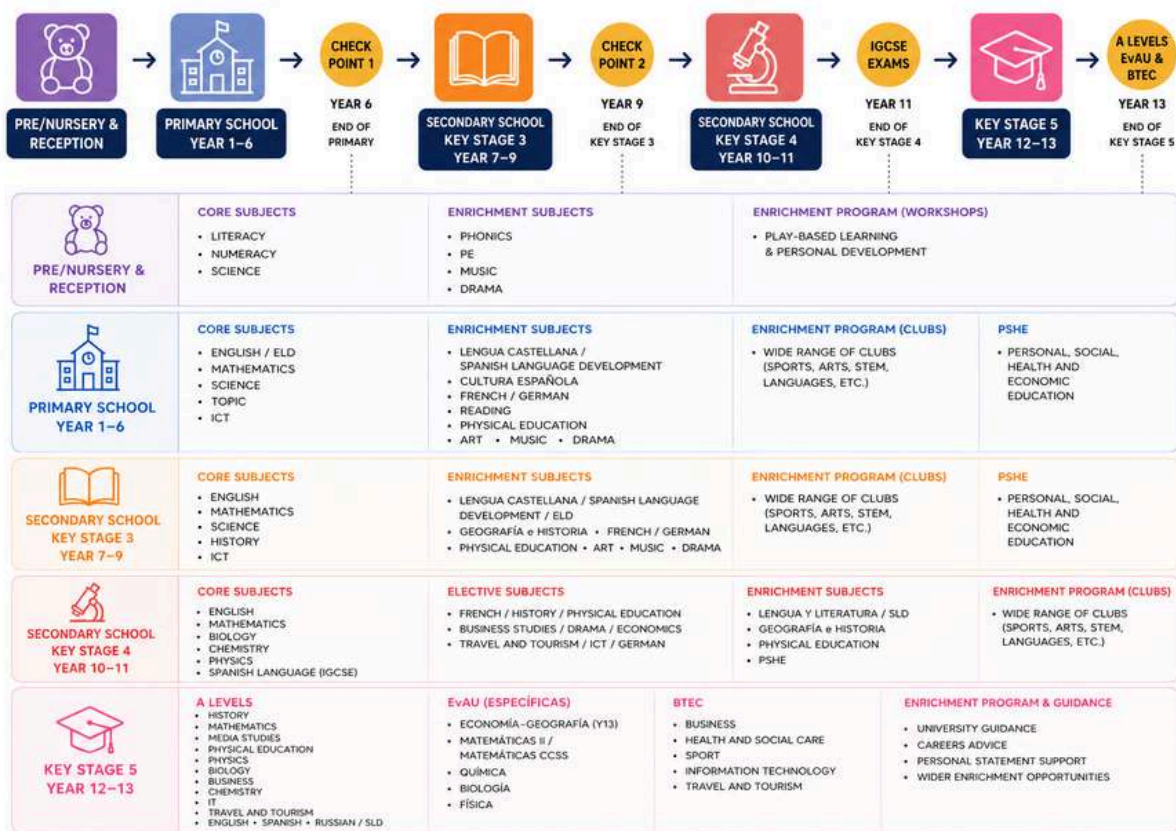 CHECK
POINT 1
CHECK
POINT 2
IGCSE
EXAMS
A LEVELS
EvAU &
BTEC
PRE/NURSERY &
RECEPTION
PRIMARY SCHOOL
YEAR 1–6
YEAR 6
END OF
PRIMARY
SECONDARY SCHOOL
KEY STAGE 3
YEAR 7–9
YEAR 9
END OF
KEY STAGE 3
SECONDARY SCHOOL
KEY STAGE 4
YEAR 10–11
YEAR 11
END OF
KEY STAGE 4
KEY STAGE 5
YEAR 12–13
YEAR 13
END OF
KEY STAGE 5
PRE/NURSERY &
RECEPTION
CORE SUBJECTS
• LITERACY
• NUMERACY
• SCIENCE
ENRICHMENT SUBJECTS
• PHONICS
• PE
• MUSIC
• DRAMA
ENRICHMENT PROGRAM (WORKSHOPS)
• PLAY-BASED LEARNING
& PERSONAL DEVELOPMENT
PRIMARY SCHOOL
YEAR 1–6
CORE SUBJECTS
• ENGLISH / ELD
• MATHEMATICS
• SCIENCE
• TOPIC
• ICT
ENRICHMENT SUBJECTS
• LENGUA CASTELLANA /
SPANISH LANGUAGE DEVELOPMENT
• CULTURA ESPAÑOLA
• FRENCH / GERMAN
• READING
• PHYSICAL EDUCATION
• ART • MUSIC • DRAMA
ENRICHMENT PROGRAM (CLUBS)
• WIDE RANGE OF CLUBS
(SPORTS, ARTS, STEM,
LANGUAGES, ETC.)
PSHE
• PERSONAL, SOCIAL,
HEALTH AND
ECONOMIC
EDUCATION
SECONDARY SCHOOL
KEY STAGE 3
YEAR 7–9
CORE SUBJECTS
• ENGLISH
• MATHEMATICS
• SCIENCE
• HISTORY
• ICT
ENRICHMENT SUBJECTS
• LENGUA CASTELLANA / SPANISH LANGUAGE
DEVELOPMENT / ELD
• GEOGRAFÍA e HISTORIA • FRENCH / GERMAN
• PHYSICAL EDUCATION • ART • MUSIC • DRAMA
ENRICHMENT PROGRAM (CLUBS)
• WIDE RANGE OF CLUBS
(SPORTS, ARTS, STEM,
LANGUAGES, ETC.)
PSHE
• PERSONAL, SOCIAL,
HEALTH AND
ECONOMIC
EDUCATION
SECONDARY SCHOOL
KEY STAGE 4
YEAR 10–11
CORE SUBJECTS
• ENGLISH
• MATHEMATICS
• BIOLOGY
• CHEMISTRY
• PHYSICS
• SPANISH LANGUAGE (IGCSE)
ELECTIVE SUBJECTS
• FRENCH / HISTORY / PHYSICAL EDUCATION
• BUSINESS STUDIES / DRAMA / ECONOMICS
• TRAVEL AND TOURISM / ICT / GERMAN
ENRICHMENT SUBJECTS
• LENGUA Y LITERATURA / SLD
• GEOGRAFÍA e HISTORIA
• PHYSICAL EDUCATION
• PSHE
ENRICHMENT PROGRAM (CLUBS)
• WIDE RANGE OF CLUBS
(SPORTS, ARTS, STEM,
LANGUAGES, ETC.)
KEY STAGE 5
YEAR 12–13
A LEVELS
• HISTORY
• MATHEMATICS
• MEDIA STUDIES
• PHYSICAL EDUCATION
• PHYSICS
• BIOLOGY
• BUSINESS
• CHEMISTRY
• IT
• TRAVEL AND TOURISM
• ENGLISH • SPANISH • RUSSIAN / SLD
EvAU (ESPECÍFICAS)
• ECONOMÍA–GEOGRAFÍA (Y13)
• MATEMÁTICAS II /
MATEMÁTICAS CCSS
• QUÍMICA
• BIOLOGÍA
• FÍSICA
BTEC
• BUSINESS
• HEALTH AND SOCIAL CARE
• SPORT
• INFORMATION TECHNOLOGY
• TRAVEL AND TOURISM
ENRICHMENT PROGRAM & GUIDANCE
• UNIVERSITY GUIDANCE
• CAREERS ADVICE
• PERSONAL STATEMENT SUPPORT
• WIDER ENRICHMENT OPPORTUNITIES